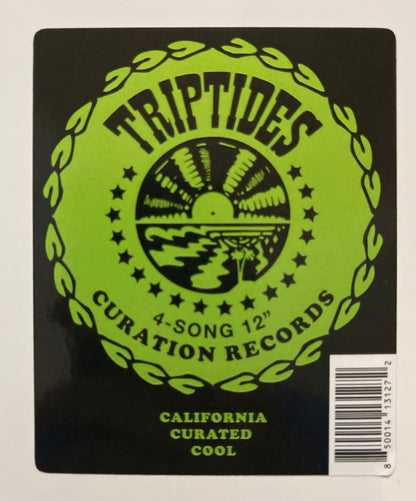 TRIPTIDES
4-SONG 12”
CURATION RECORDS
CALIFORNIA
CURATED
COOL
8 50014 13127 2